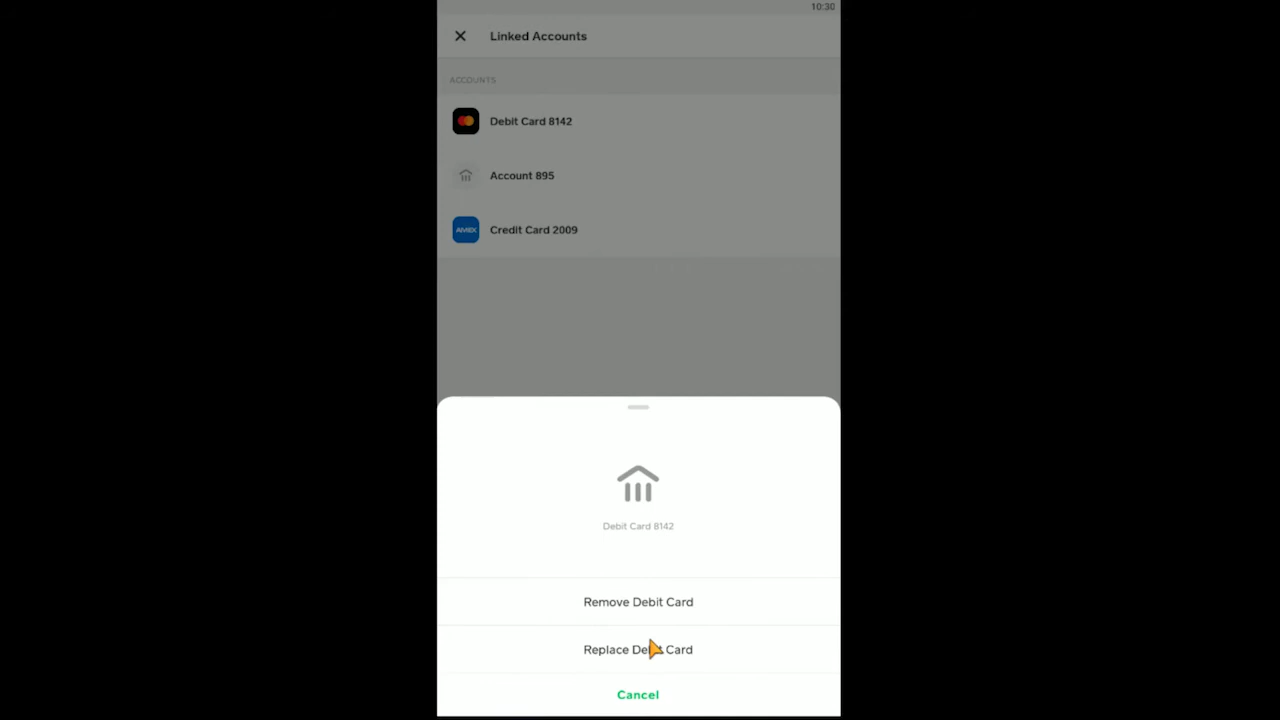 10:30
Linked Accounts
ACCOUNTS
Debit Card 8142
Account 895
AMEX
Credit Card 2009
Debit Card 8142
Remove Debit Card
Replace Debit Card
Cancel